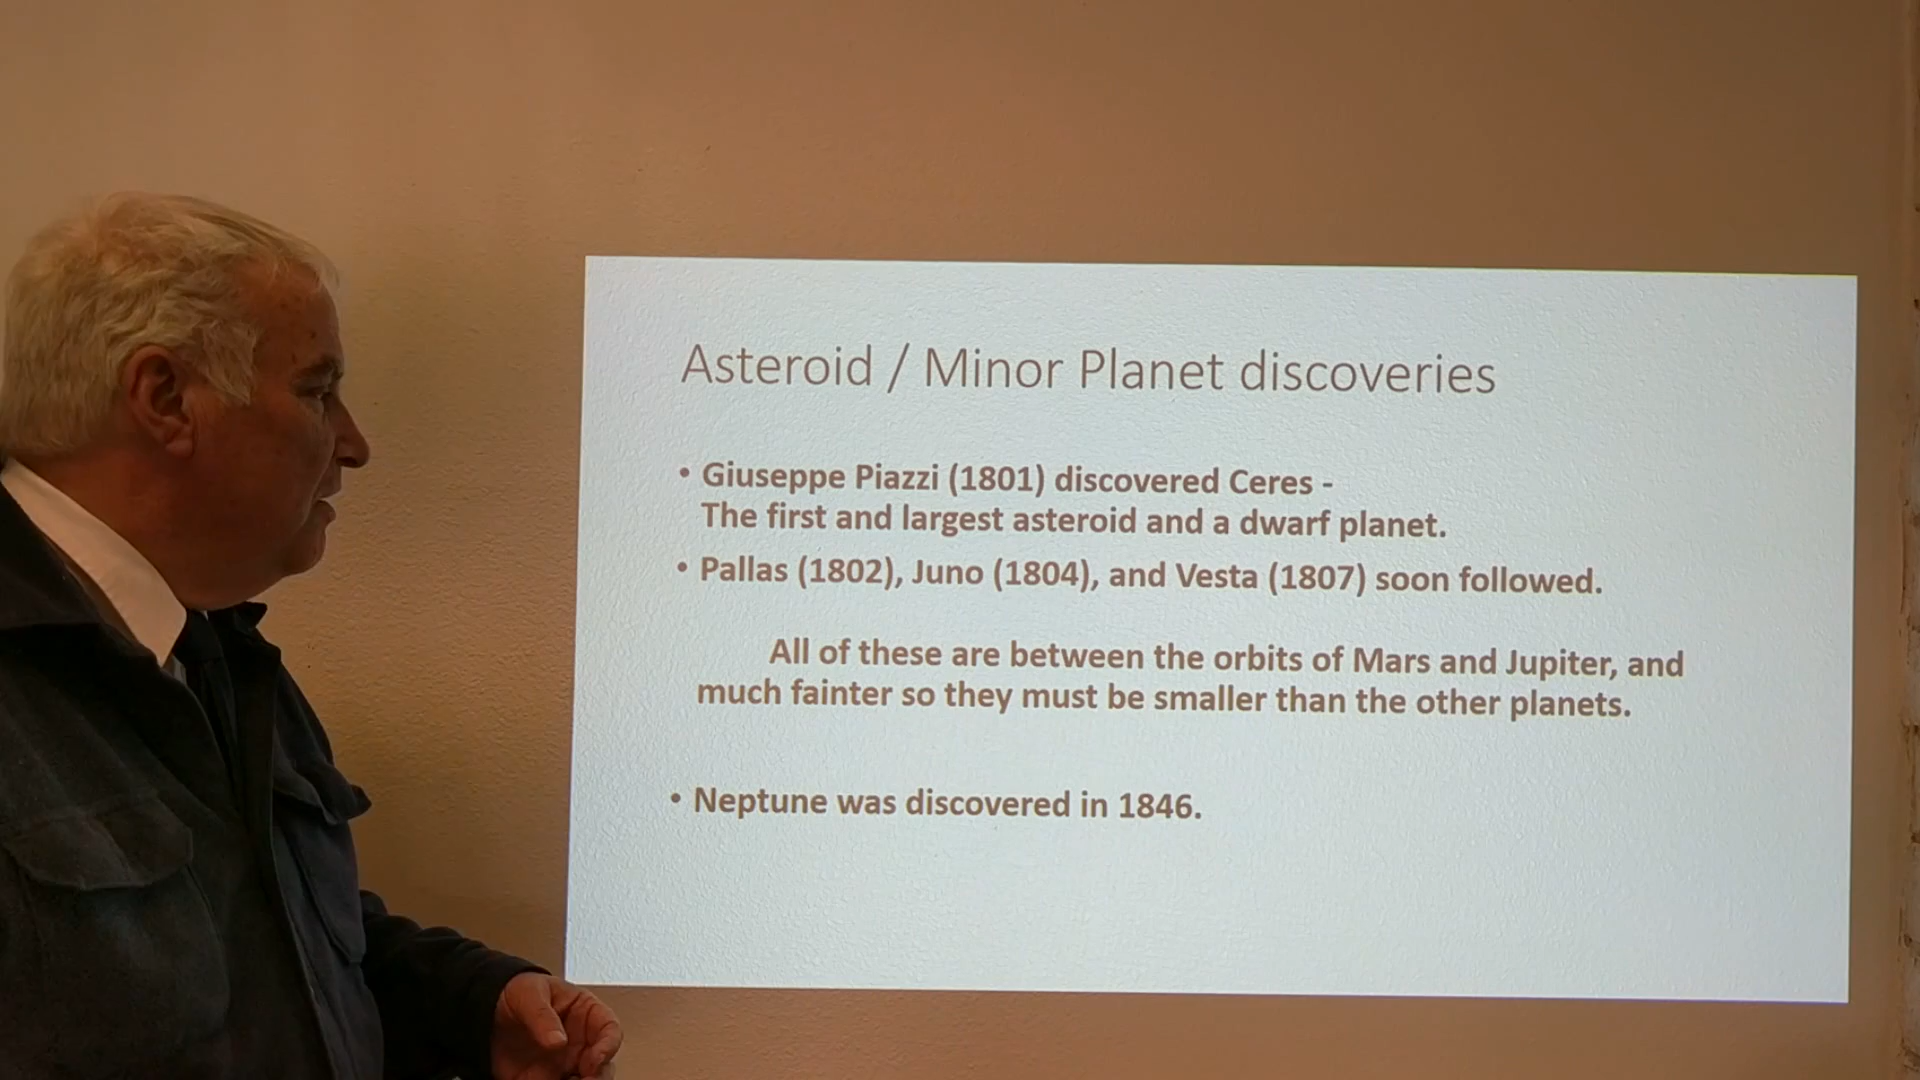 Asteroid / Minor Planet discoveries
• Giuseppe Piazzi (1801) discovered Ceres -
The first and largest asteroid and a dwarf planet.
• Pallas (1802), Juno (1804), and Vesta (1807) soon followed.
All of these are between the orbits of Mars and Jupiter, and
much fainter so they must be smaller than the other planets.
• Neptune was discovered in 1846.